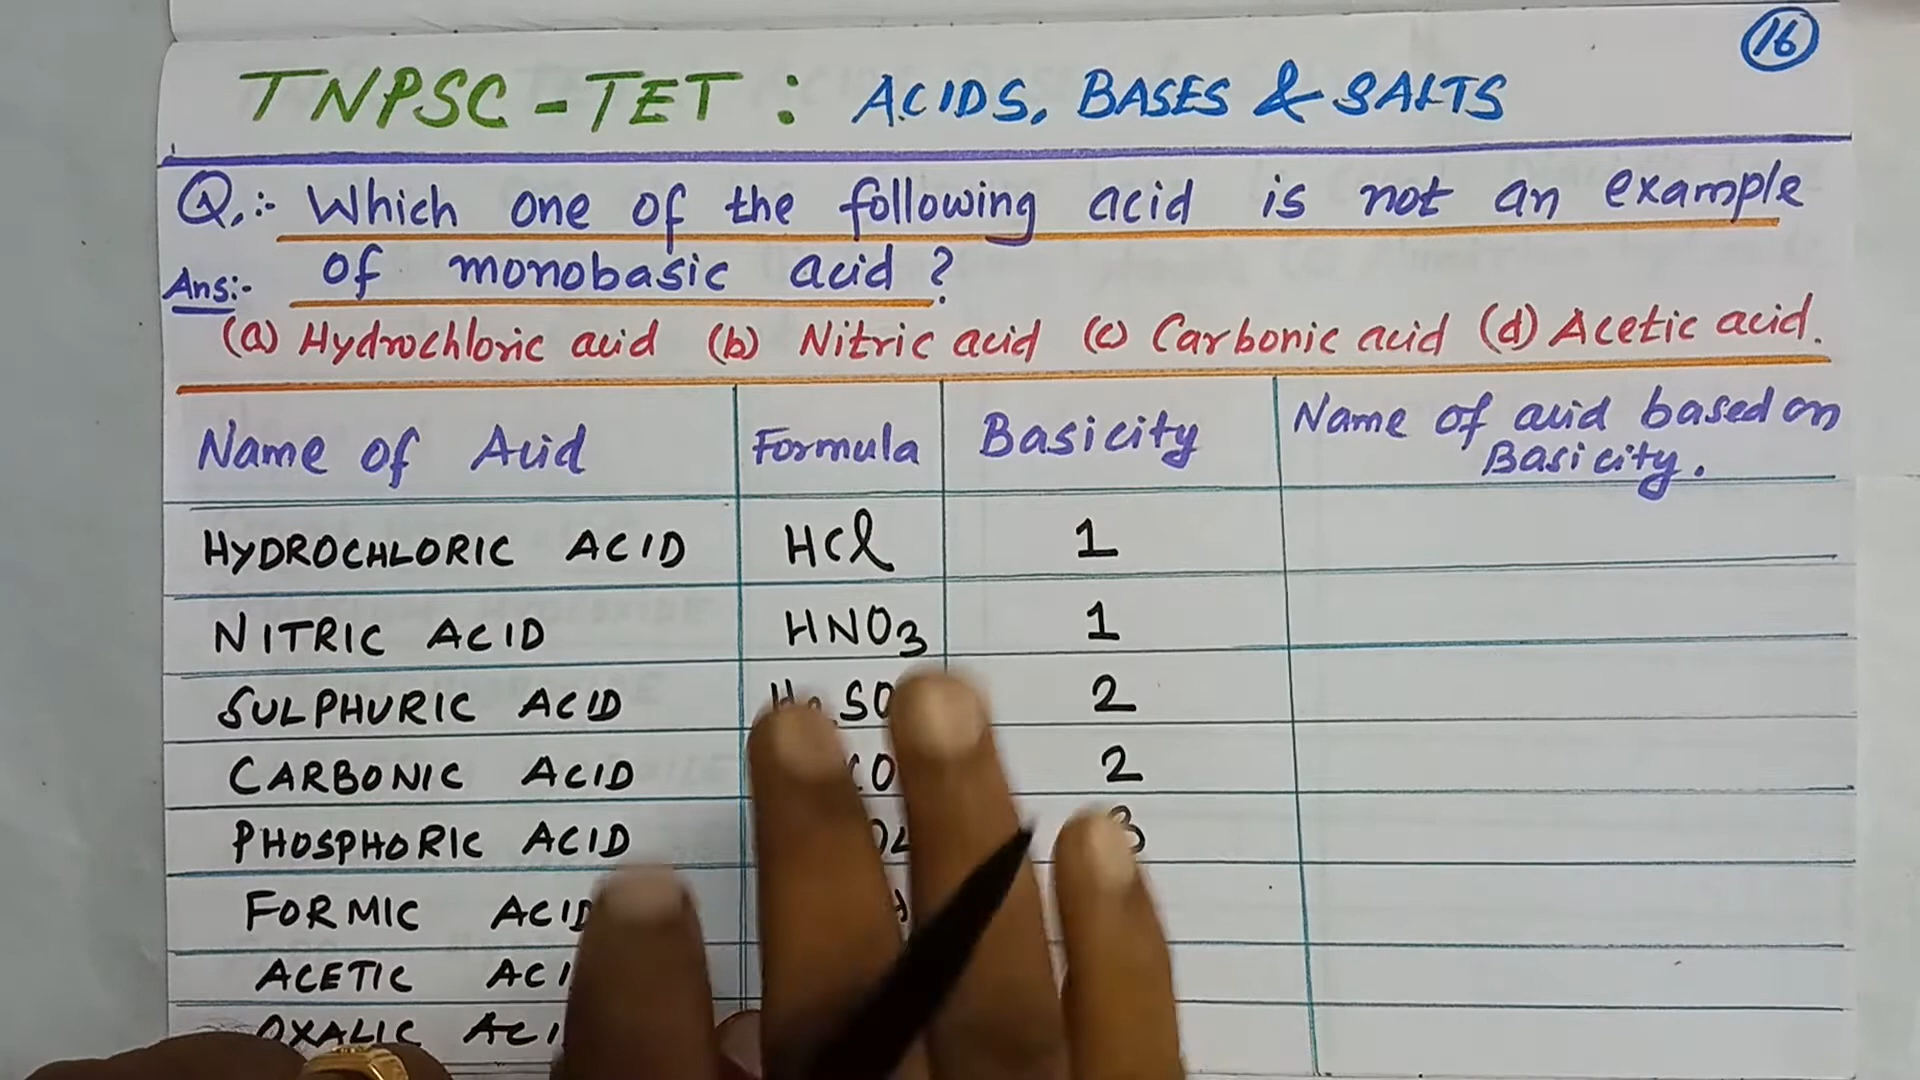 16
TNPSC-TET : ACIDS, BASES & SALTS
Q.:- Which one of the following acid is not an example
of monobasic acid?
Ans:-
(a) Hydrochloric acid (b) Nitric acid (c) Carbonic acid (d) Acetic acid.
Name of Acid Formula Basicity Name of acid based on Basicity.
HYDROCHLORIC ACID HCl 1
NITRIC ACID HNO3 1
SULPHURIC ACID 2
CARBONIC ACID 2
PHOSPHORIC ACID 3
FORMIC ACID
ACETIC
OXALIC